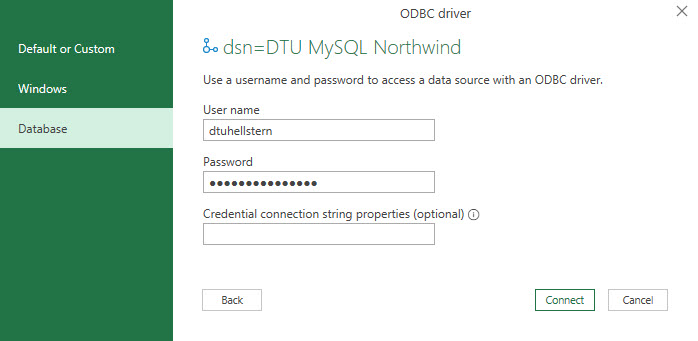 ODBC driver
Default or Custom
Windows
Database
dsn=DTU MySQL Northwind
Use a username and password to access a data source with an ODBC driver.
User name
dtuhellstern
Password
●●●●●●●●●●●●●●●
Credential connection string properties (optional)
Back
Connect
Cancel